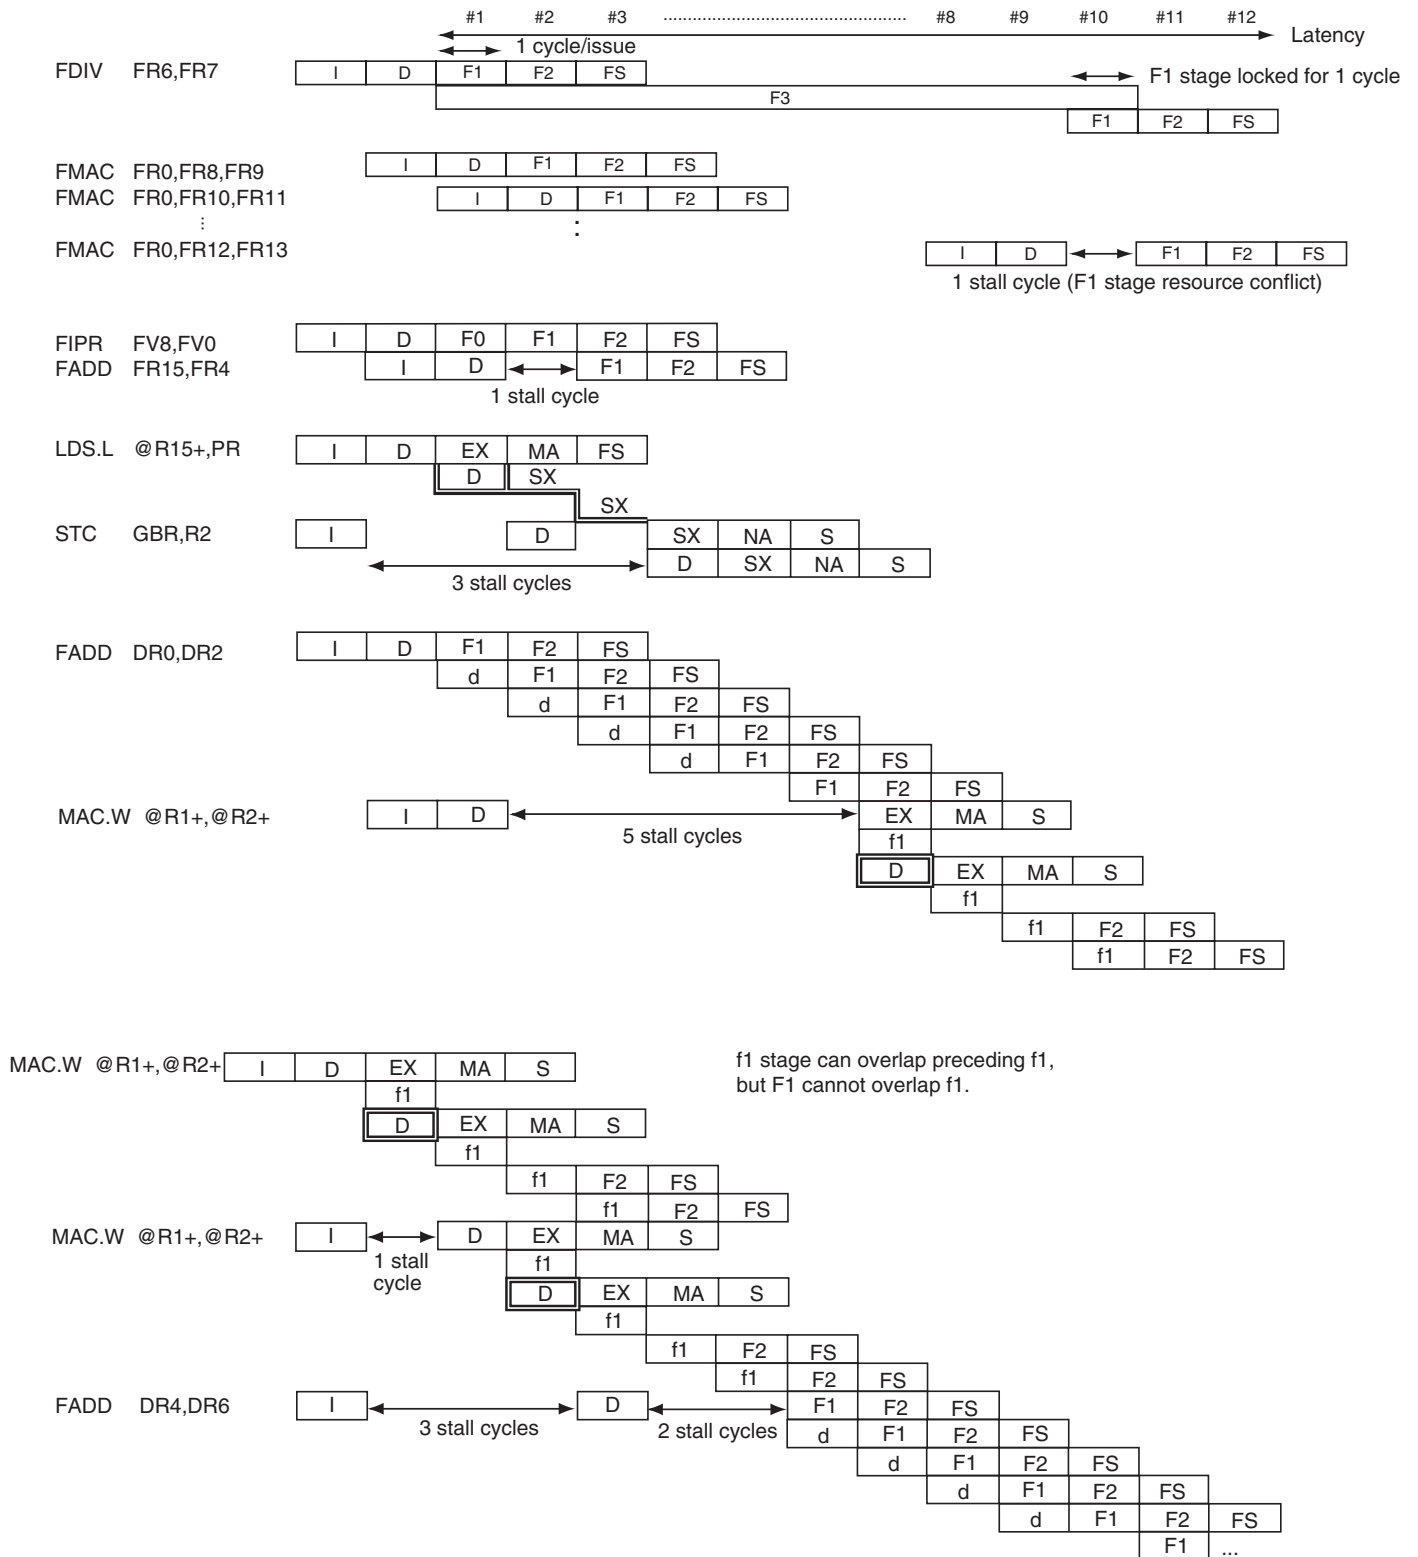 #1 #2 #3 ................................................. #8 #9 #10 #11 #12
Latency
1 cycle/issue
FDIV FR6,FR7 I D F1 F2 FS
F1 stage locked for 1 cycle
F3
F1 F2 FS
FMAC FR0,FR8,FR9 I D F1 F2 FS
FMAC FR0,FR10,FR11 I D F1 F2 FS
⋮ :
FMAC FR0,FR12,FR13 I D F1 F2 FS
1 stall cycle (F1 stage resource conflict)
FIPR FV8,FV0 I D F0 F1 F2 FS
FADD FR15,FR4 I D F1 F2 FS
1 stall cycle
LDS.L @R15+,PR I D EX MA FS
D SX
SX
STC GBR,R2 I D SX NA S
D SX NA S
3 stall cycles
FADD DR0,DR2 I D F1 F2 FS
d F1 F2 FS
d F1 F2 FS
d F1 F2 FS
d F1 F2 FS
F1 F2 FS
MAC.W @R1+,@R2+ I D EX MA S
5 stall cycles
f1
D EX MA S
f1
f1 F2 FS
f1 F2 FS
MAC.W @R1+,@R2+ I D EX MA S
f1 stage can overlap preceding f1,
but F1 cannot overlap f1.
f1
D EX MA S
f1
f1 F2 FS
f1 F2 FS
MAC.W @R1+,@R2+ I D EX MA S
1 stall
cycle
f1
D EX MA S
f1
f1 F2 FS
f1 F2 FS
FADD DR4,DR6 I D F1 F2 FS
3 stall cycles 2 stall cycles
d F1 F2 FS
d F1 F2 FS
d F1 F2 FS
d F1 F2 FS
F1 ...